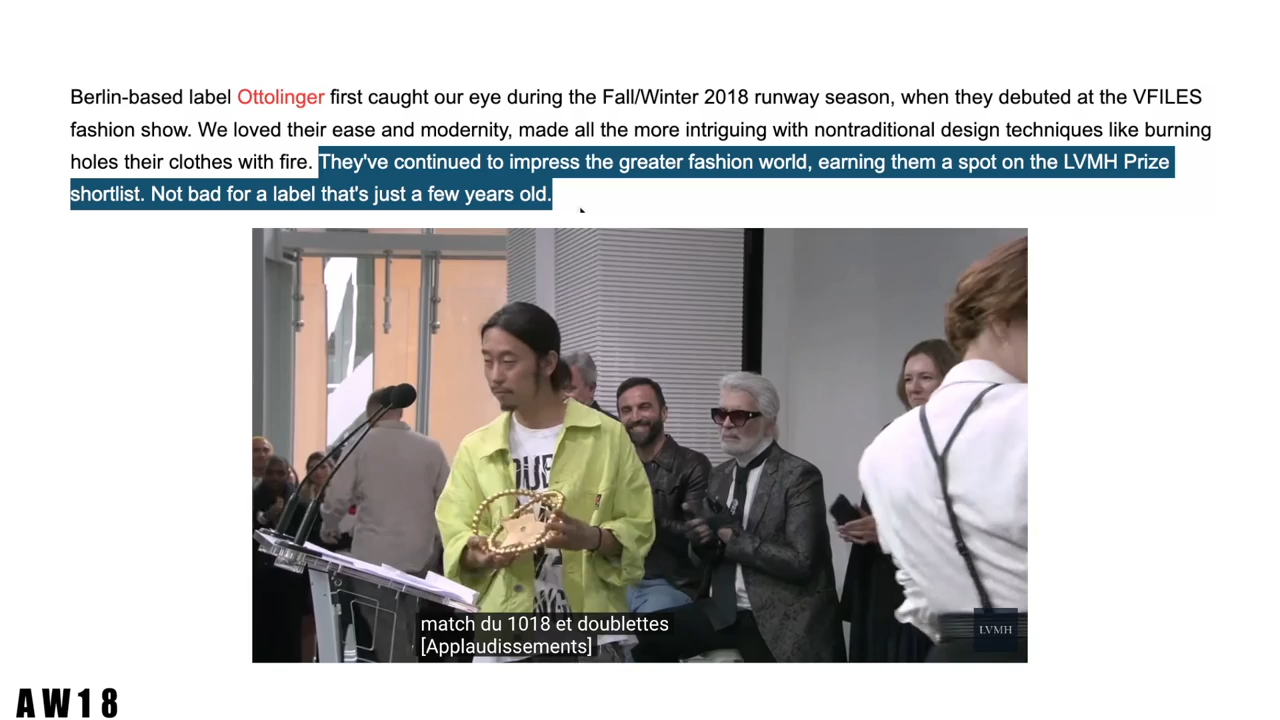 Berlin-based label Ottolinger first caught our eye during the Fall/Winter 2018 runway season, when they debuted at the VFILES
fashion show. We loved their ease and modernity, made all the more intriguing with nontraditional design techniques like burning
holes their clothes with fire. They've continued to impress the greater fashion world, earning them a spot on the LVMH Prize
shortlist. Not bad for a label that's just a few years old.
match du 1018 et doublettes
[Applaudissements]
LVMH
AW18